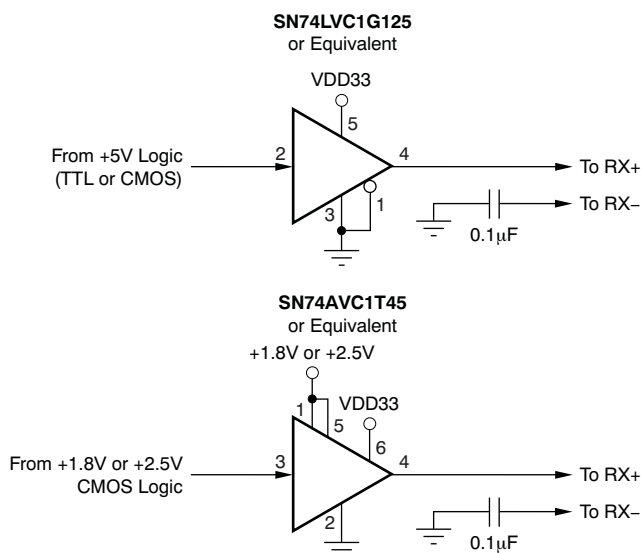 SN74LVC1G125
or Equivalent
VDD33
5
From +5V Logic
(TTL or CMOS)
2
4
To RX+
3
1
To RX–
0.1μF
SN74AVC1T45
or Equivalent
+1.8V or +2.5V
VDD33
1
5
6
From +1.8V or +2.5V
CMOS Logic
3
4
To RX+
2
To RX–
0.1μF